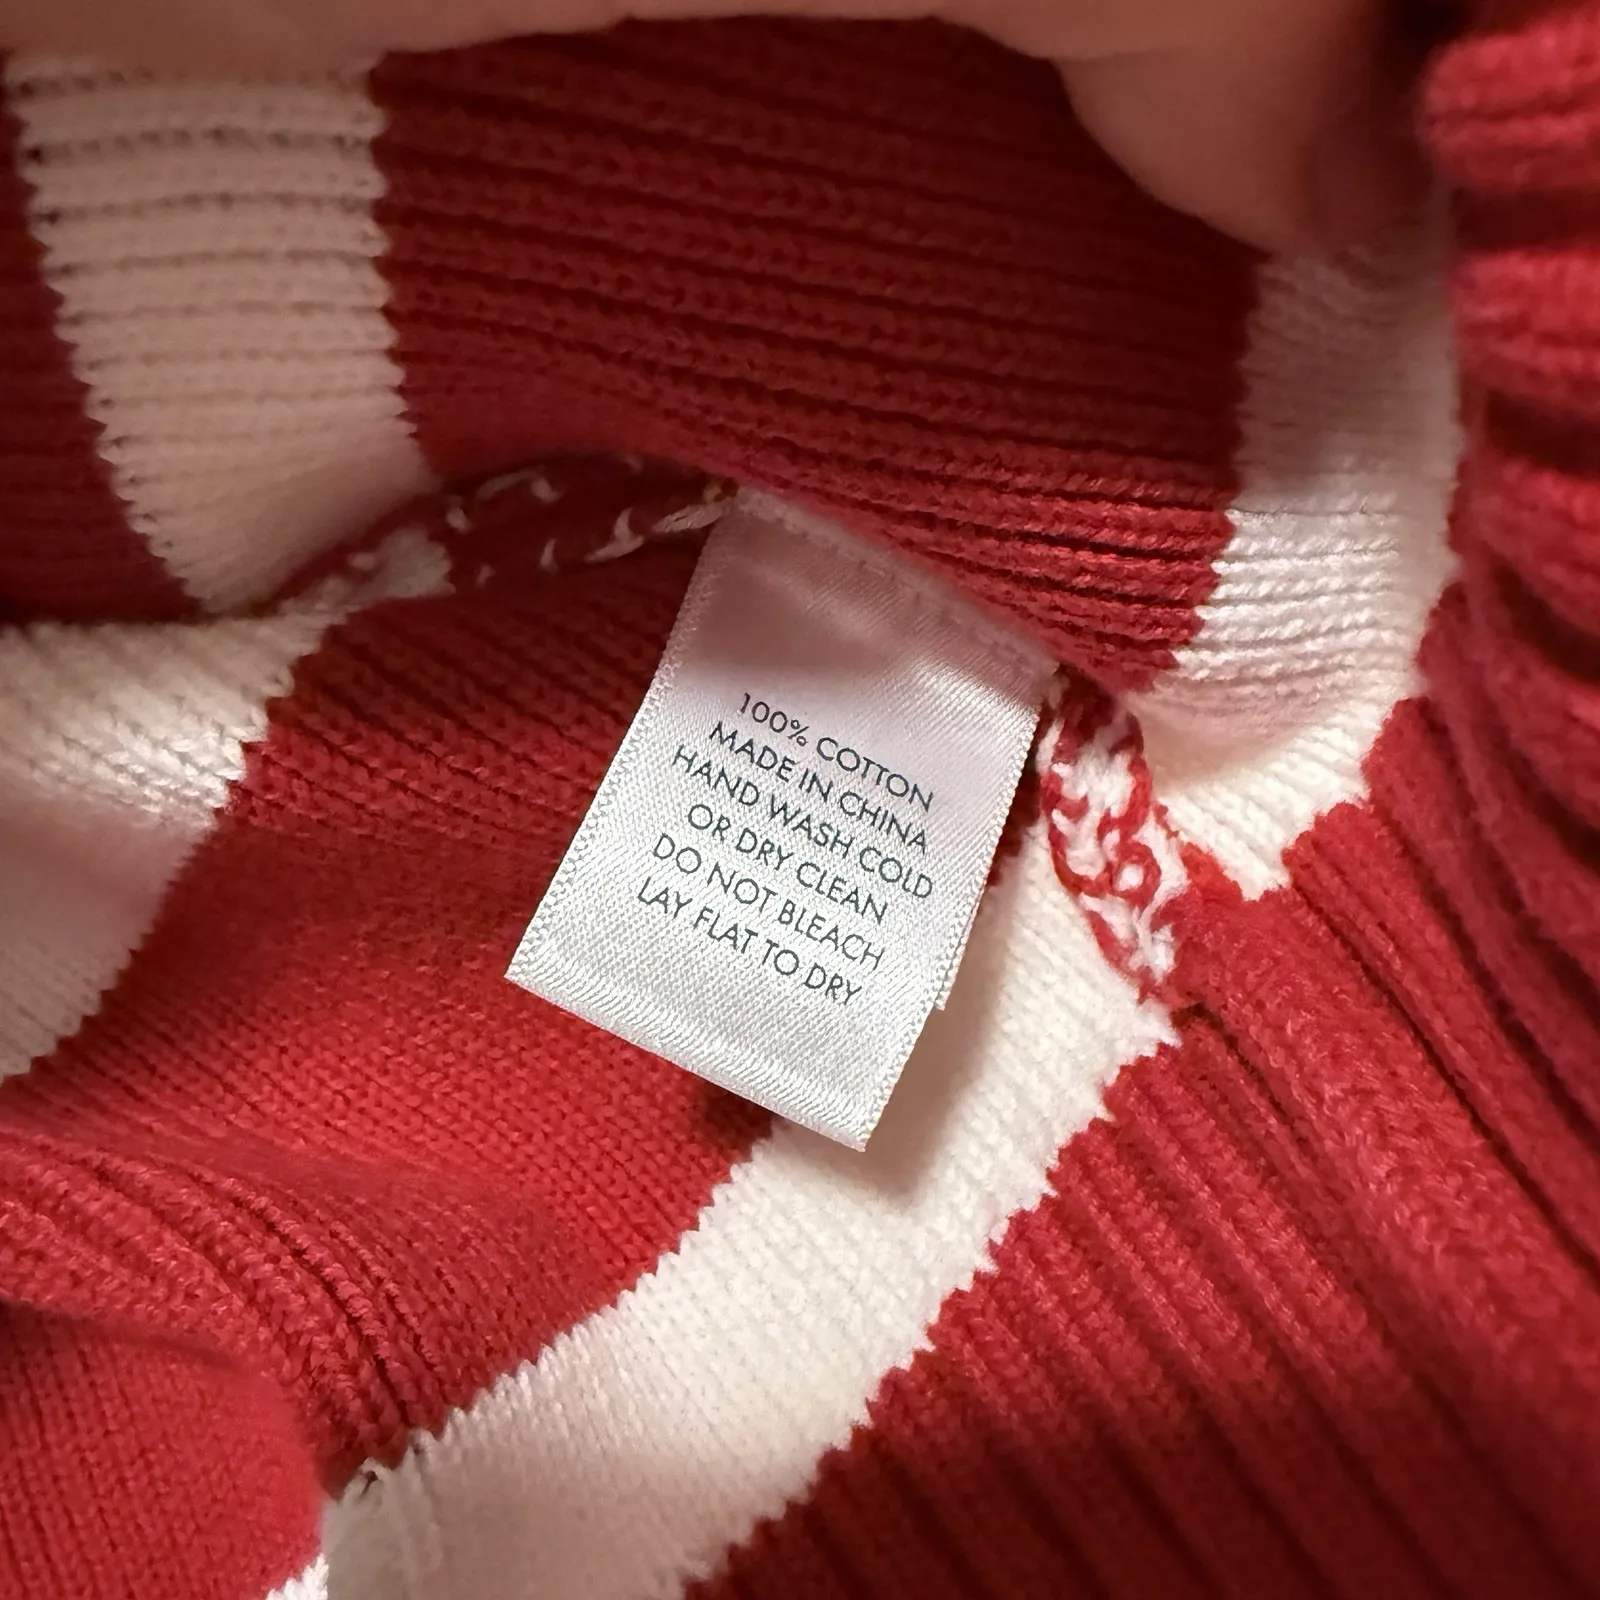 100% COTTON
MADE IN CHINA
HAND WASH COLD
OR DRY CLEAN
DO NOT BLEACH
LAY FLAT TO DRY